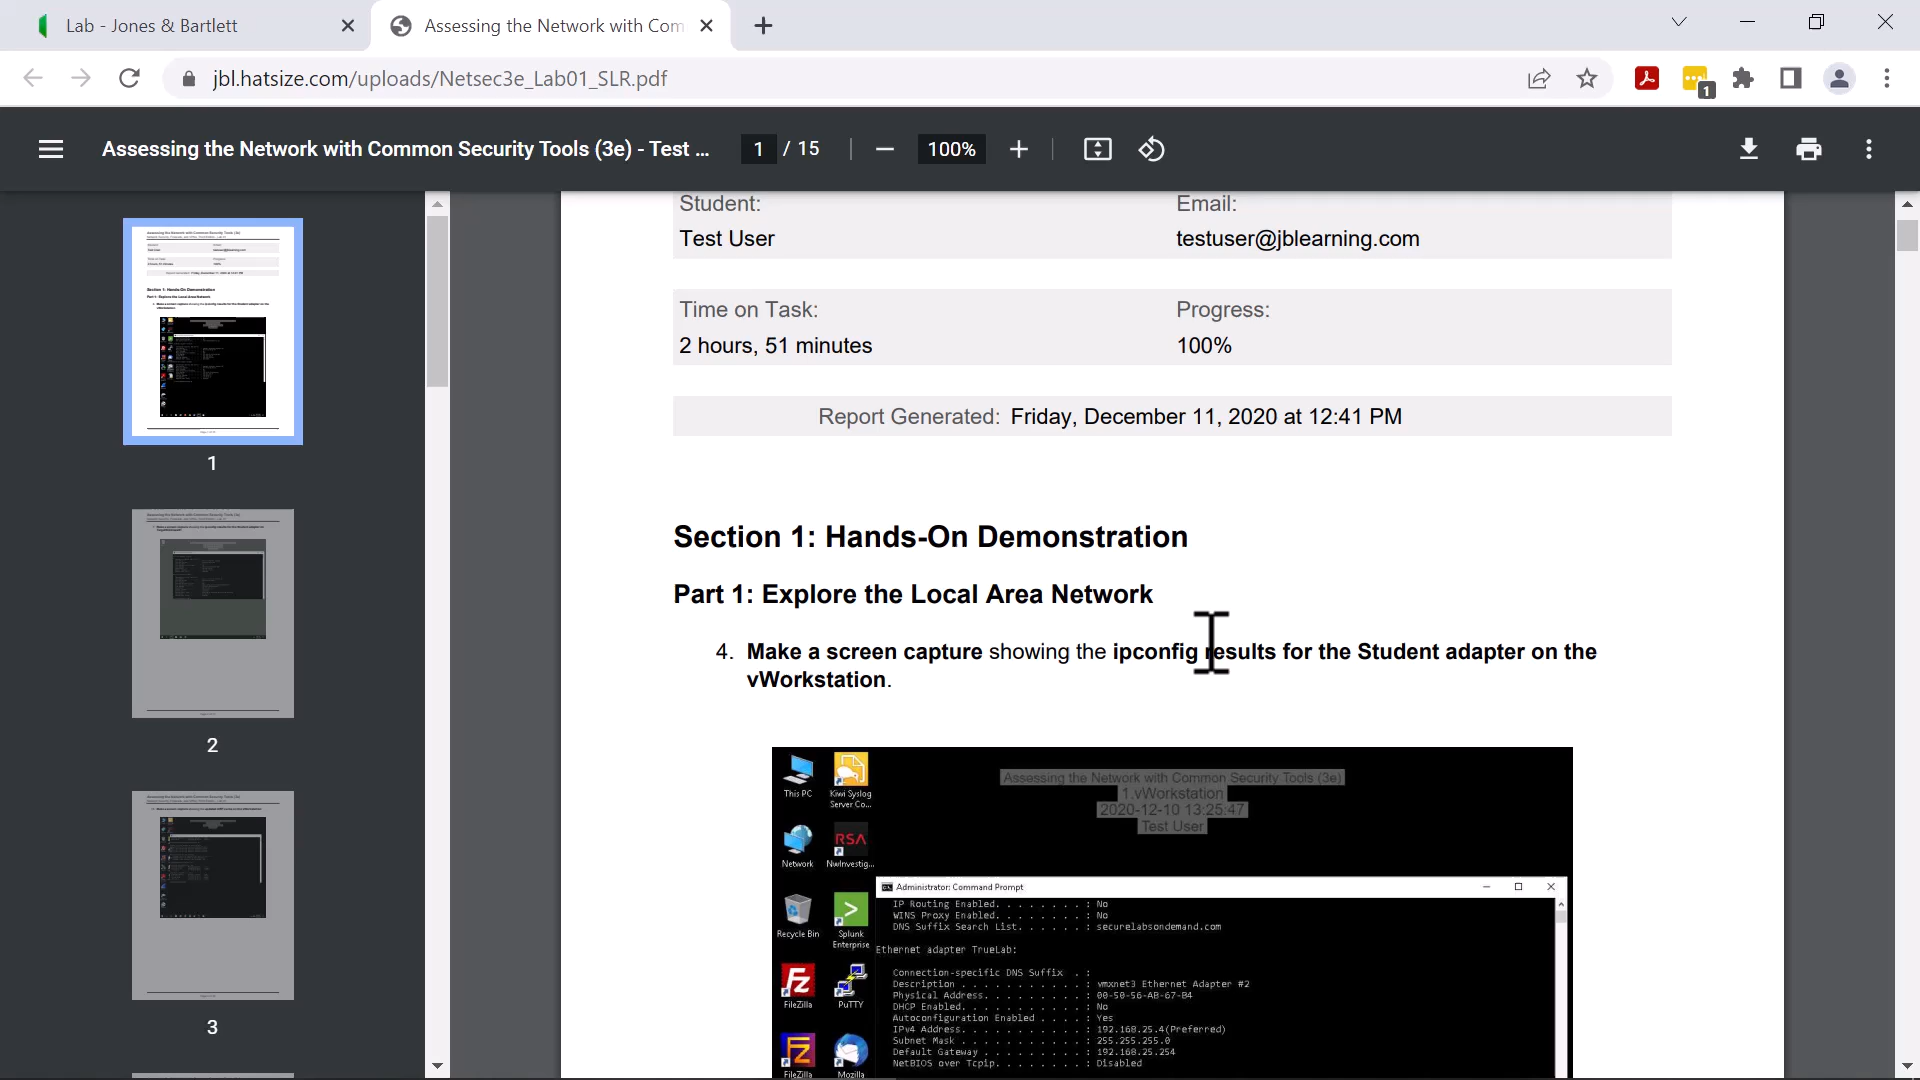 Lab - Jones & Bartlett
Assessing the Network with Com
jbl.hatsize.com/uploads/Netsec3e_Lab01_SLR.pdf
1
Assessing the Network with Common Security Tools (3e) - Test ...
1 / 15
100%
Student:
Email:
Test User
testuser@jblearning.com
Time on Task:
Progress:
2 hours, 51 minutes
100%
Report Generated: Friday, December 11, 2020 at 12:41 PM
Section 1: Hands-On Demonstration
Part 1: Explore the Local Area Network
4. Make a screen capture showing the ipconfig results for the Student adapter on the
vWorkstation.
Assessing the Network with Common Security Tools (3e)
1.vWorkstation
2020-12-10 13:25:47
Test User
This PC
Kiwi Syslog
Server Co...
Network
NwInvestig...
RSA
Recycle Bin
Splunk
Enterprise
FileZilla
PuTTY
FileZilla
Mozilla
Administrator: Command Prompt
IP Routing Enabled. . . . . . . . : No
WINS Proxy Enabled. . . . . . . . : No
DNS Suffix Search List. . . . . . : securelabsondemand.com
Ethernet adapter TrueLab:
Connection-specific DNS Suffix . :
Description . . . . . . . . . . . : vmxnet3 Ethernet Adapter #2
Physical Address. . . . . . . . . : 00-50-56-AB-67-B4
DHCP Enabled. . . . . . . . . . . : No
Autoconfiguration Enabled . . . . : Yes
IPv4 Address. . . . . . . . . . . : 192.168.25.4(Preferred)
Subnet Mask . . . . . . . . . . . : 255.255.255.0
Default Gateway . . . . . . . . . : 192.168.25.254
NetBIOS over Tcpip. . . . . . . . : Disabled
1
2
3